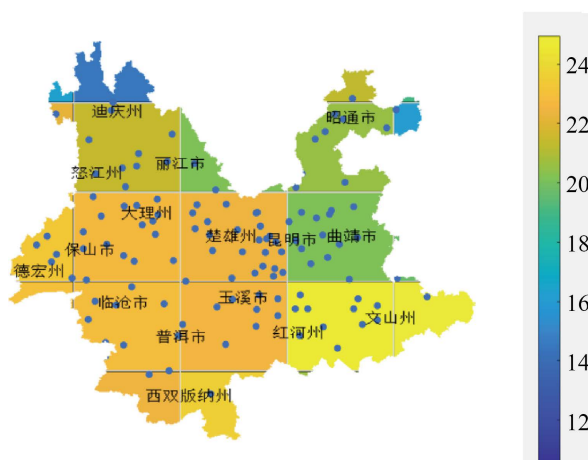 迪庆州
昭通市
丽江市
怒江州
大理州
楚雄州
昆明市
曲靖市
保山市
德宏州
临沧市
玉溪市
红河州
文山州
普洱市
西双版纳州
24
22
20
18
16
14
12